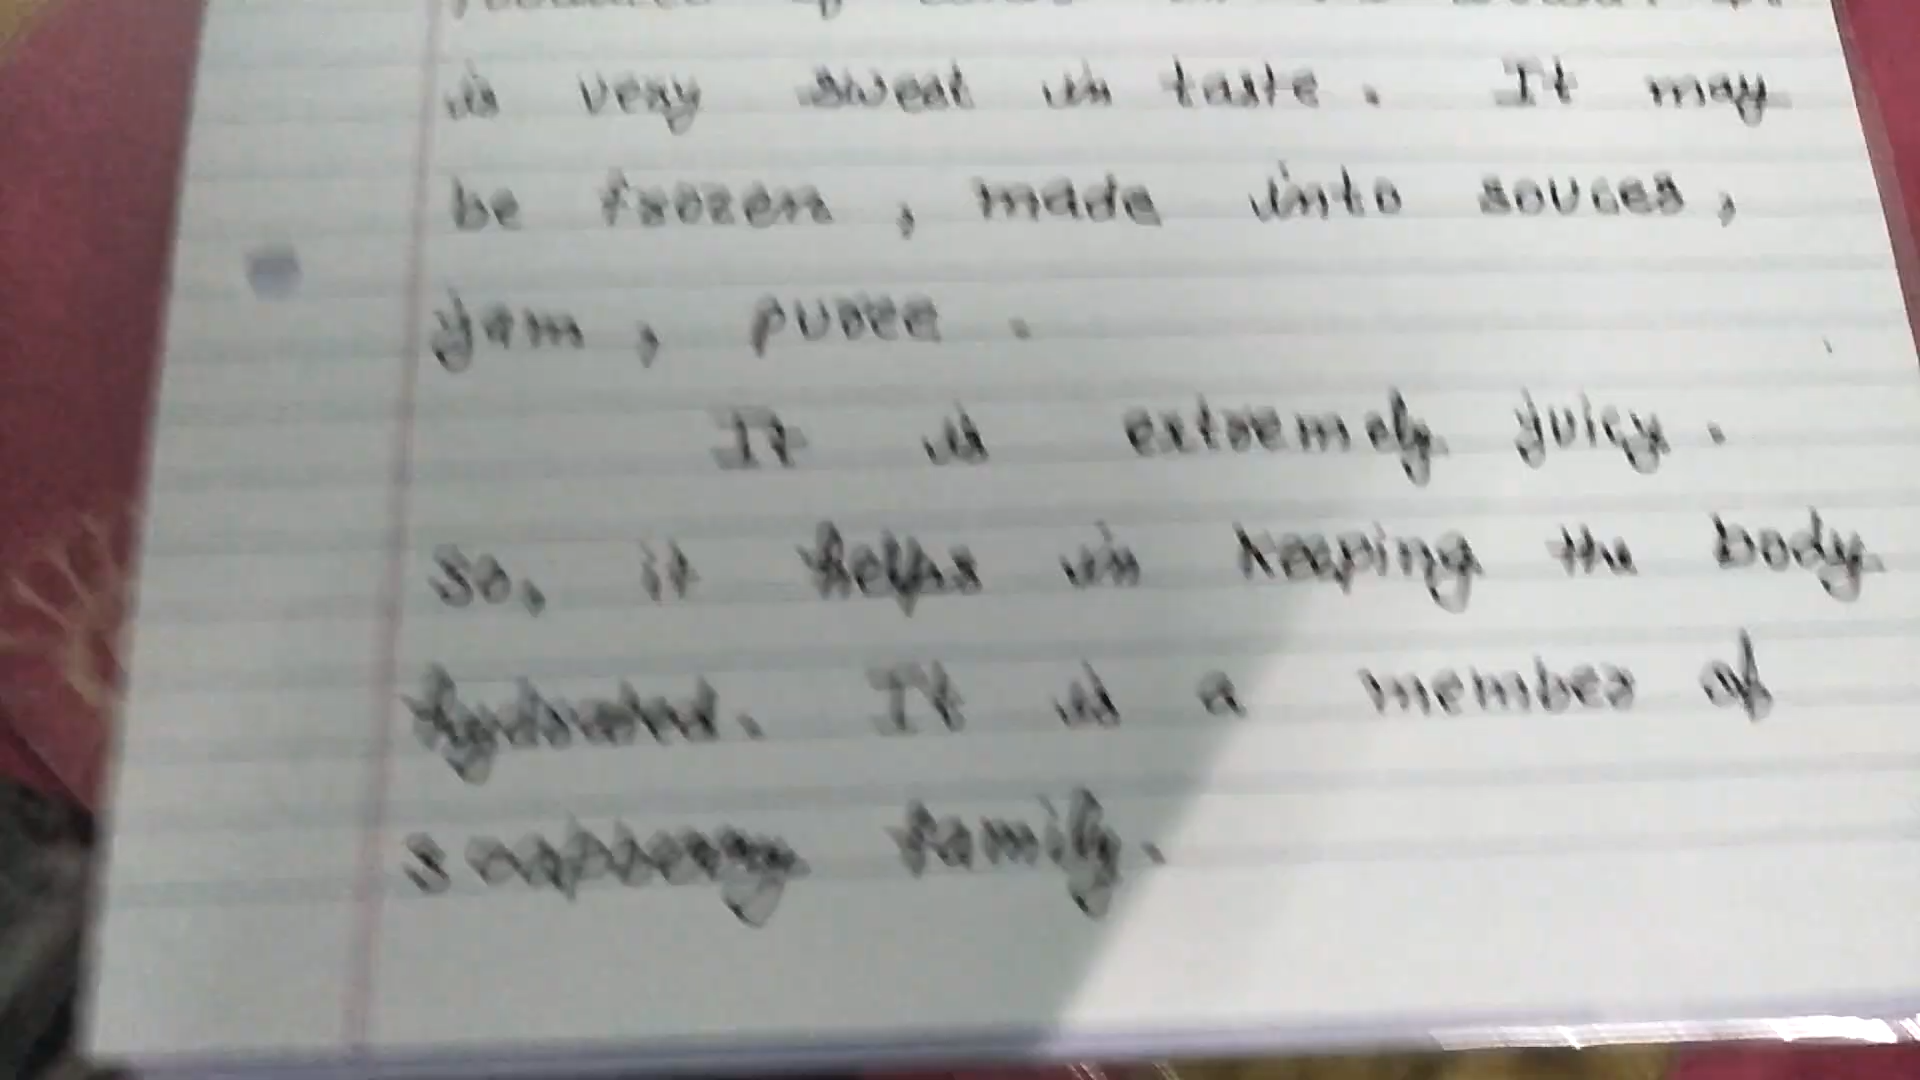 is very sweat in taste. It may
be frozen, made into souces,
jam, puree.
It is extremely juicy.
So, it helps in keeping the body
hydrated. It is a member of
family.